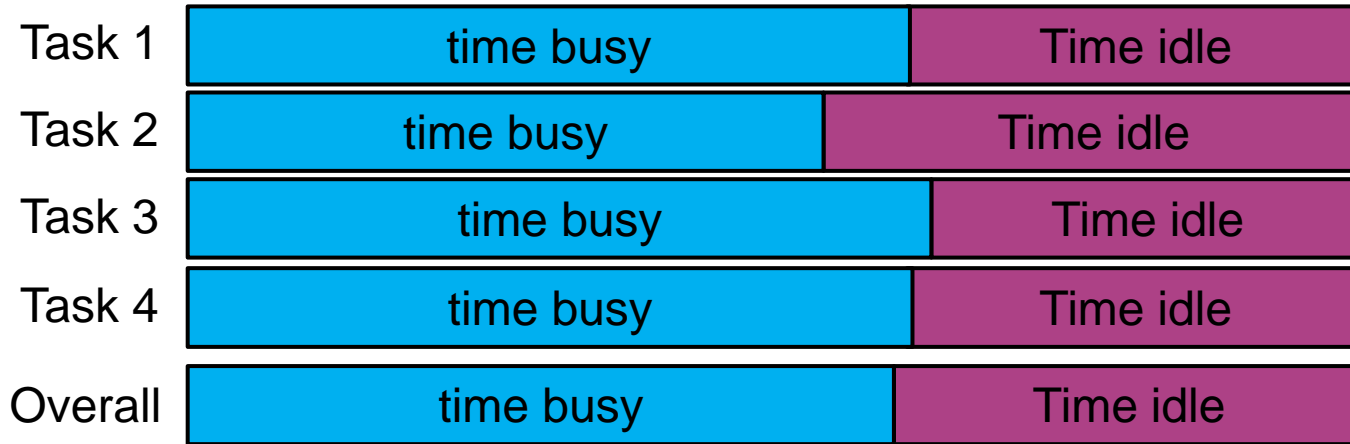 Task 1 time busy Time idle
Task 2 time busy Time idle
Task 3 time busy Time idle
Task 4 time busy Time idle
Overall time busy Time idle